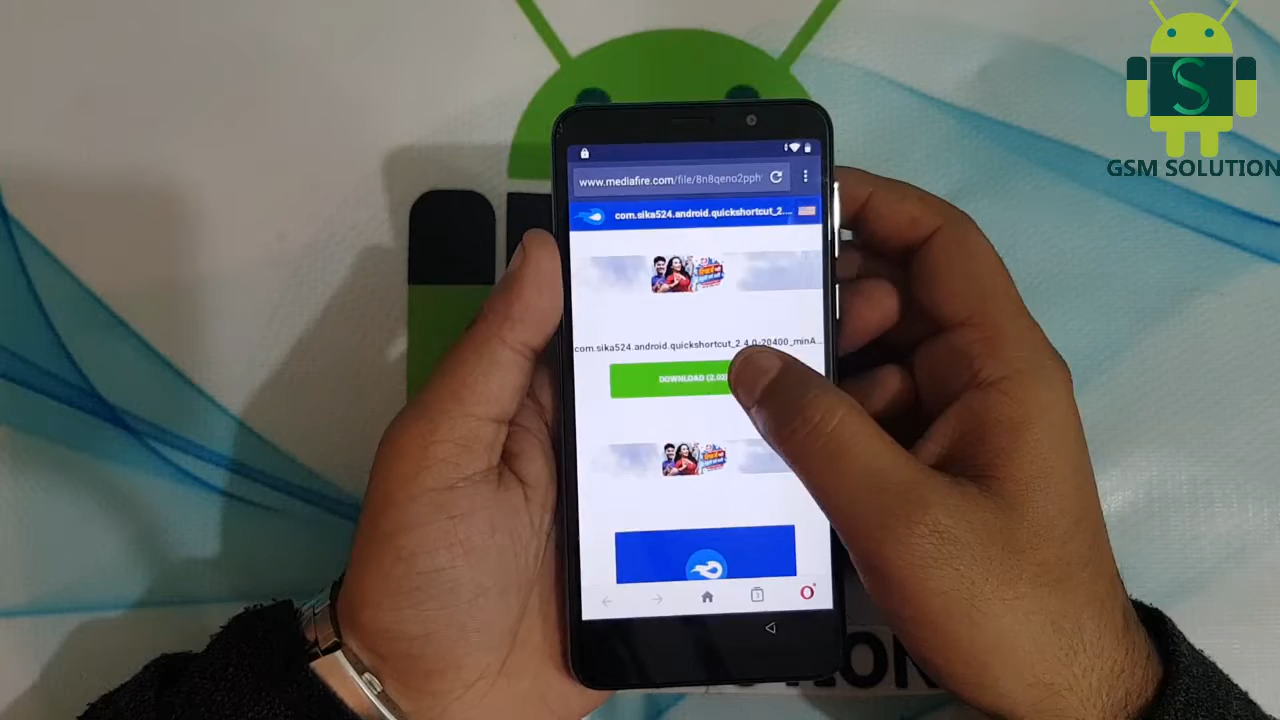 GSM SOLUTION
www.mediafire.com/file/8n8qeno2pph
com.sika524.android.quickshortcut_2....
com.sika524.android.quickshortcut_2.4.0-20400_minA...
DOWNLOAD (2.02